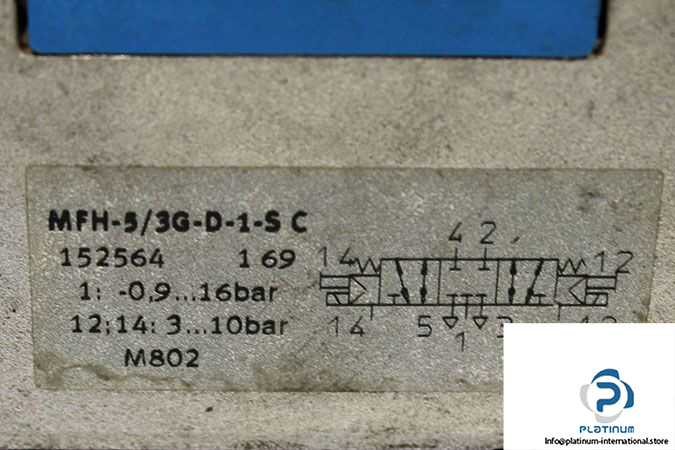 MFH-5/3G-D-1-S C
152564 1 69
1: -0,9...16bar
12;14: 3...10bar
M802
14 4 2 12
14 5 1
PLATINUM
INTERNATIONAL
Info@platinum-international.store